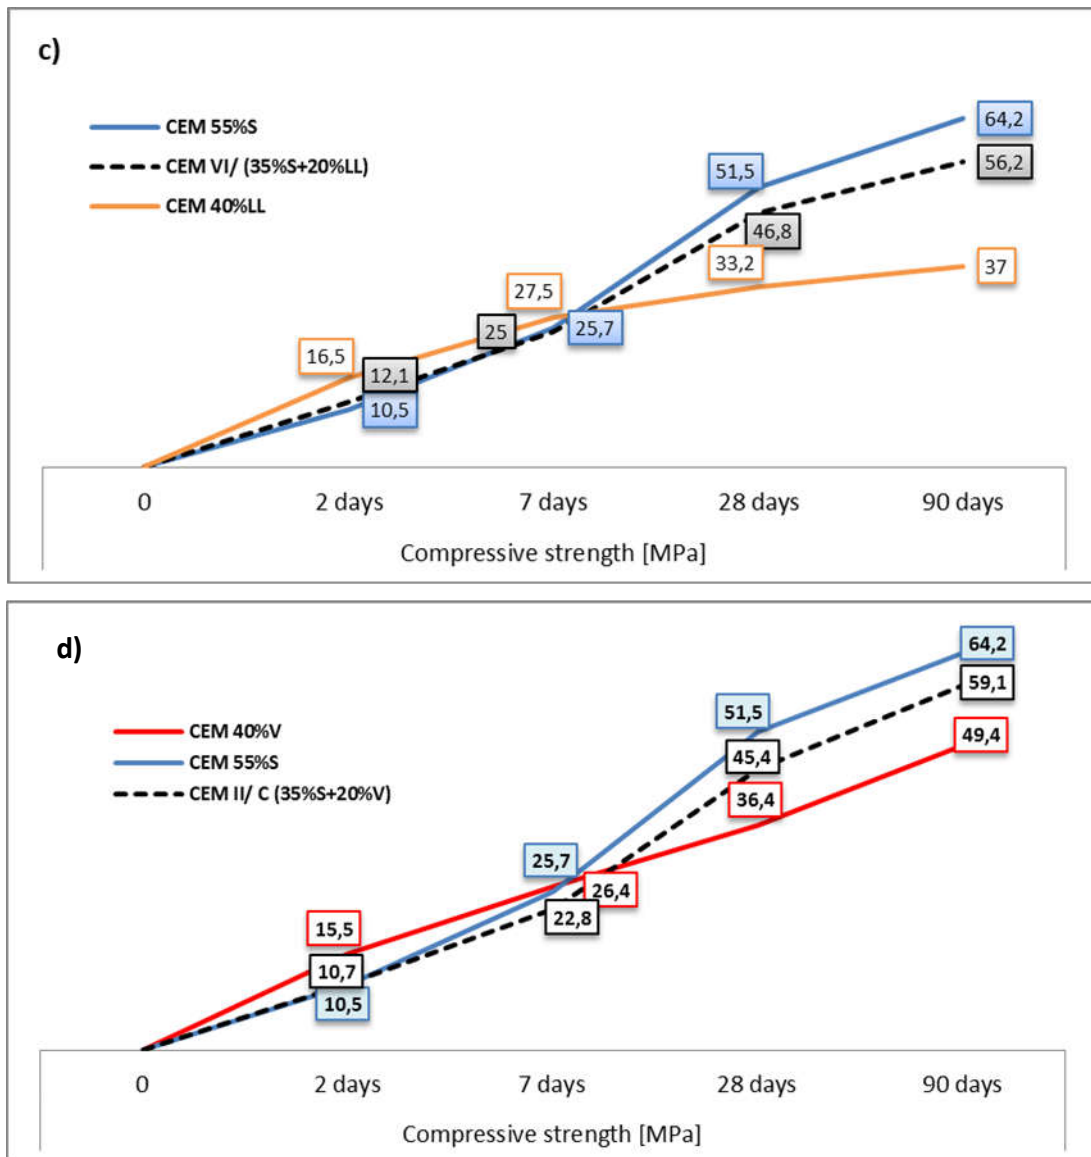 c)
CEM 55%S
CEM VI/ (35%S+20%LL)
CEM 40%LL
64,2
56,2
51,5
46,8
33,2
37
27,5
25
25,7
16,5
12,1
10,5
0 2 days 7 days 28 days 90 days
Compressive strength [MPa]
d)
CEM 40%V
CEM 55%S
CEM II/ C (35%S+20%V)
64,2
59,1
51,5
45,4
49,4
36,4
25,7
26,4
22,8
15,5
10,7
10,5
0 2 days 7 days 28 days 90 days
Compressive strength [MPa]